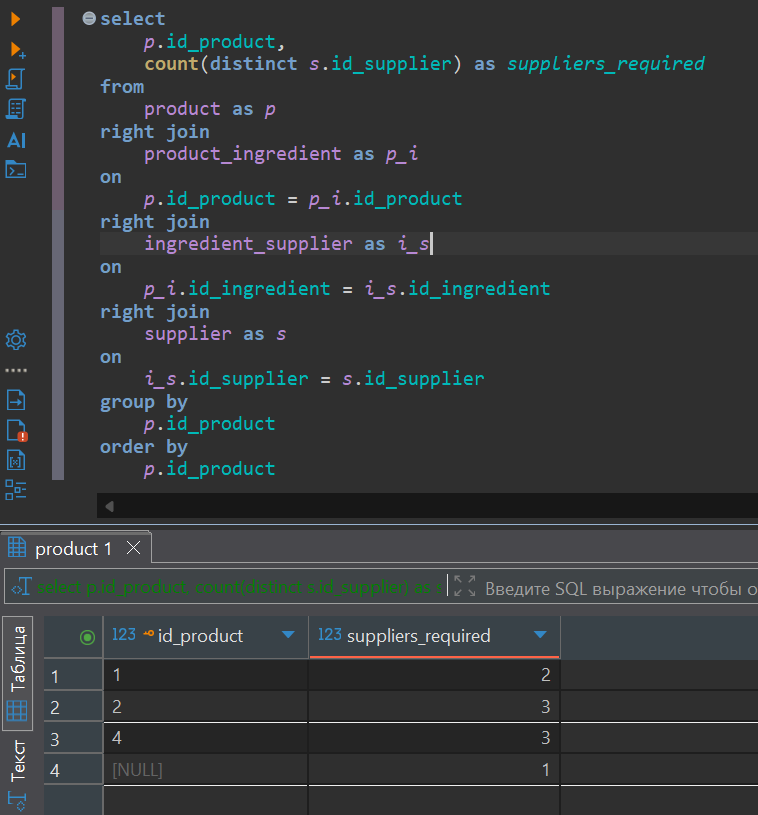 select
p.id_product,
count(distinct s.id_supplier) as suppliers_required
from
product as p
right join
product_ingredient as p_i
on
p.id_product = p_i.id_product
right join
ingredient_supplier as i_s
on
p_i.id_ingredient = i_s.id_ingredient
right join
supplier as s
on
i_s.id_supplier = s.id_supplier
group by
p.id_product
order by
p.id_product
AI
product 1
select p.id_product, count(distinct s.id_supplier) as s
Введите SQL выражение чтобы о
Таблица
Текст
123 id_product 123 suppliers_required
1 1 2
2 2 3
3 4 3
4 [NULL] 1